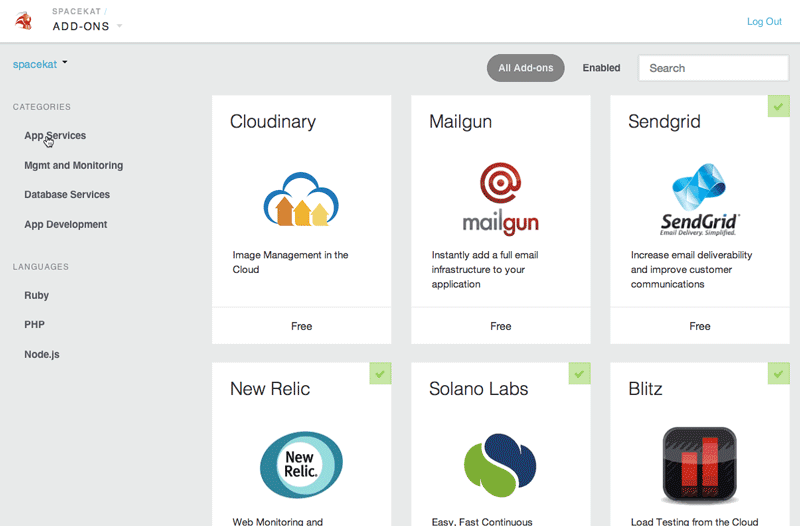 SPACEKAT /
ADD-ONS
Log Out
spacekat
All Add-ons
Enabled
Search
CATEGORIES
App Services
Mgmt and Monitoring
Database Services
App Development
LANGUAGES
Ruby
PHP
Node.js
Cloudinary
Image Management in the
Cloud
Free
Mailgun
mailgun
Instantly add a full email
infrastructure to your
application
Free
Sendgrid
SendGrid
Email Delivery. Simplified.
Increase email deliverability
and improve customer
communications
Free
New Relic
New
Relic.
Web Monitoring and
Solano Labs
Easy, Fast Continuous
Blitz
Load Testing from the Cloud